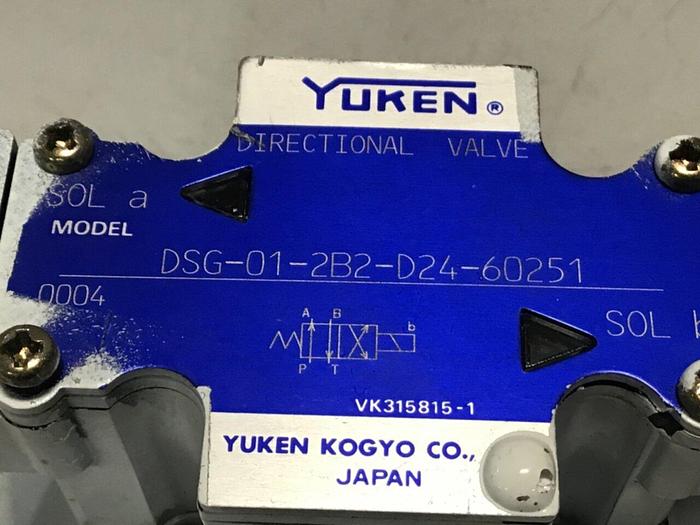 YUKEN®
DIRECTIONAL VALVE
SOL a
MODEL
DSG-01-2B2-D24-60251
0004
A B
b
P T
SOL b
VK315815-1
YUKEN KOGYO CO.,
JAPAN